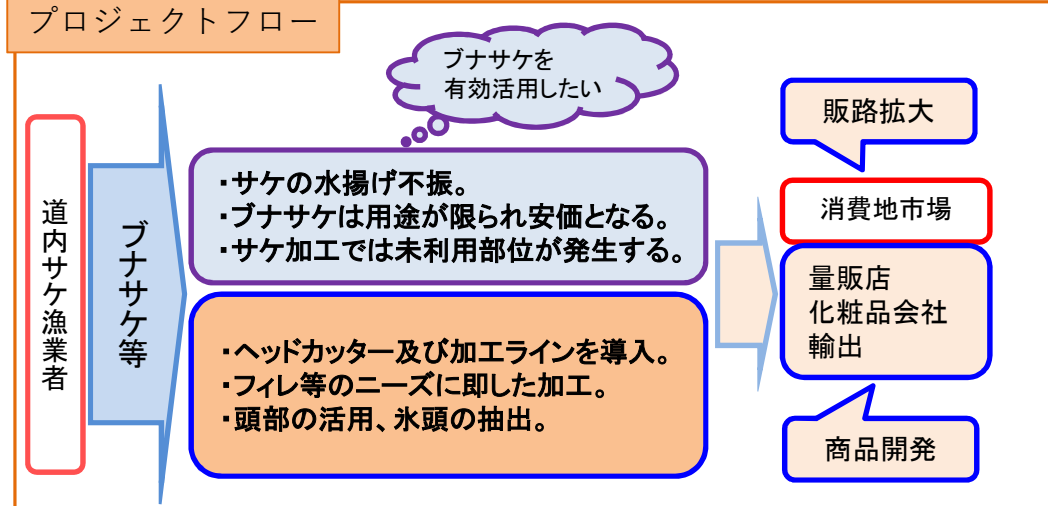 プロジェクトフロー
ブナサケを
有効活用したい
道内サケ漁業者
ブナサケ等
・サケの水揚げ不振。
・ブナサケは用途が限られ安価となる。
・サケ加工では未利用部位が発生する。
・ヘッドカッター及び加工ラインを導入。
・フィレ等のニーズに即した加工。
・頭部の活用、氷頭の抽出。
販路拡大
消費地市場
量販店
化粧品会社
輸出
商品開発